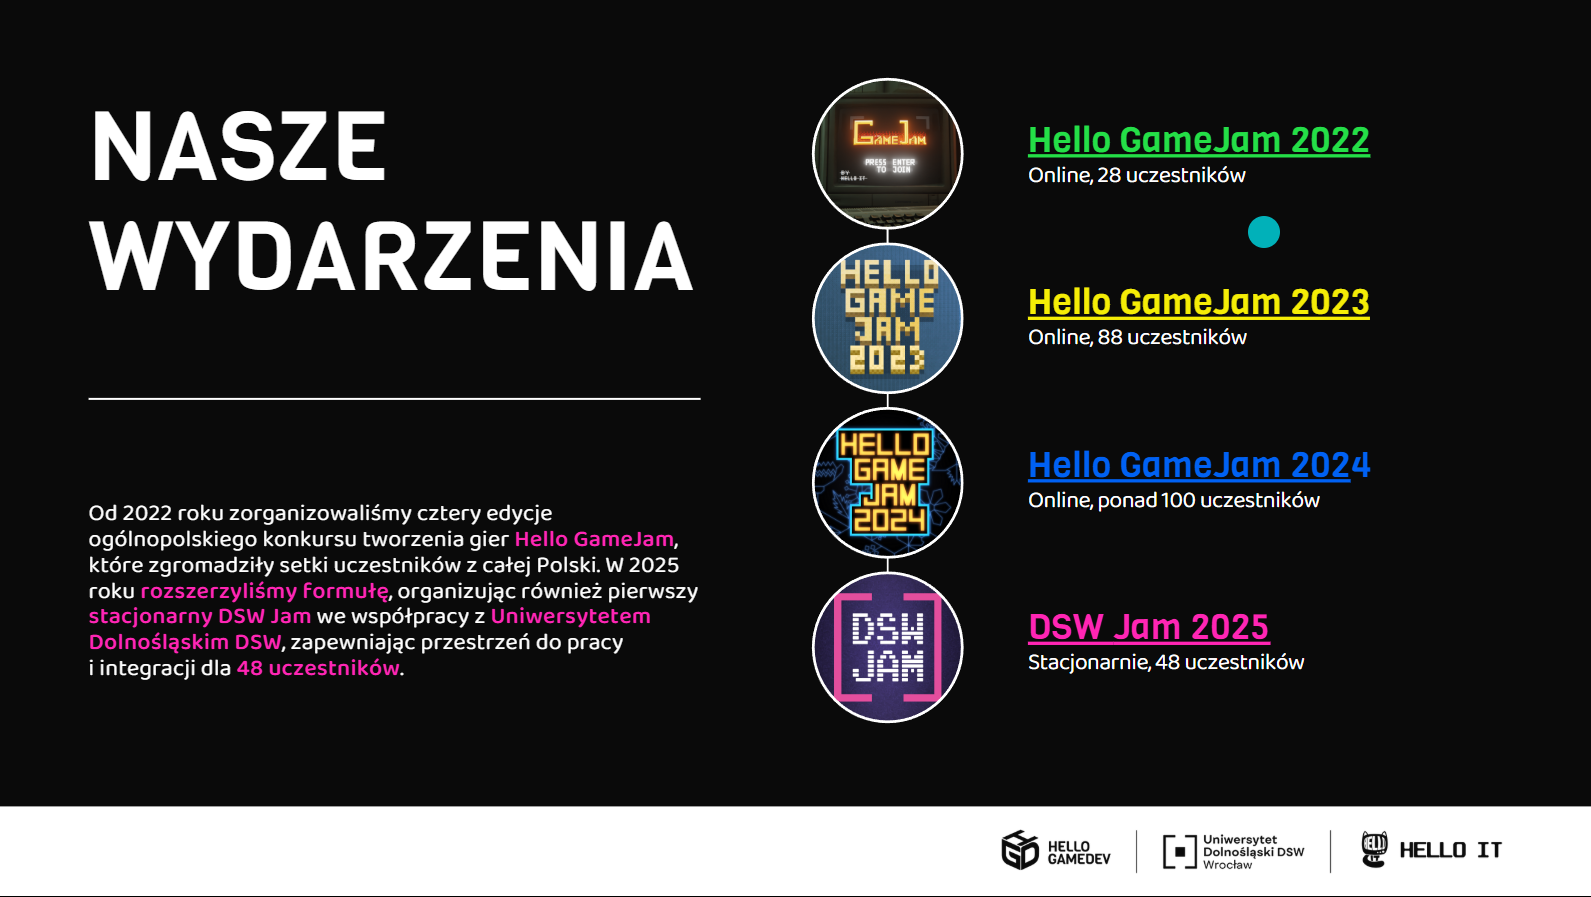 NASZE
WYDARZENIA
Od 2022 roku zorganizowaliśmy cztery edycje
ogólnopolskiego konkursu tworzenia gier Hello GameJam,
które zgromadziły setki uczestników z całej Polski. W 2025
roku rozszerzyliśmy formułę, organizując również pierwszy
stacjonarny DSW Jam we współpracy z Uniwersytetem
Dolnośląskim DSW, zapewniając przestrzeń do pracy
i integracji dla 48 uczestników.
GAMEJAM
PRESS ENTER
TO JOIN
BY
HELLO IT
Hello GameJam 2022
Online, 28 uczestników
HELLO
GAME
JAM
2023
Hello GameJam 2023
Online, 88 uczestników
HELLO
GAME
JAM
2024
Hello GameJam 2024
Online, ponad 100 uczestników
DSW
JAM
DSW Jam 2025
Stacjonarnie, 48 uczestników
HELLO
GAMEDEV
Uniwersytet
Dolnośląski DSW
Wrocław
HELLO
IT
HELLO IT